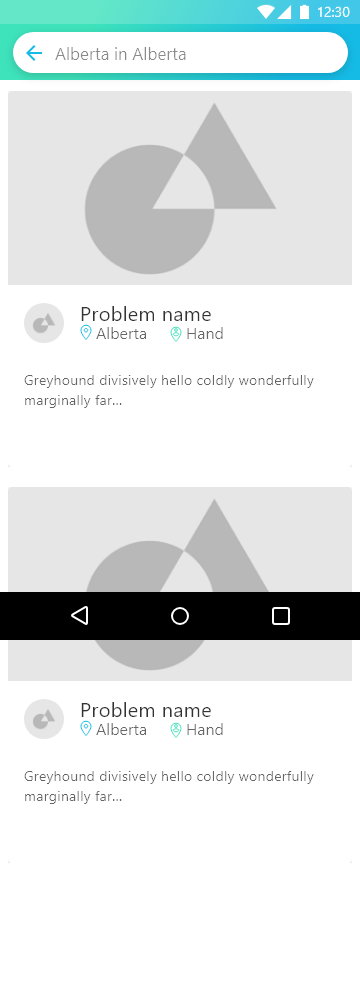 12:30
Alberta in Alberta
Problem name
Alberta Hand
Greyhound divisively hello coldly wonderfully
marginally far...
Problem name
Alberta Hand
Greyhound divisively hello coldly wonderfully
marginally far...